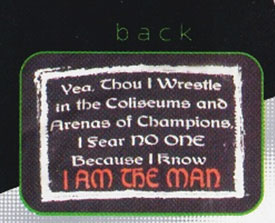 back
Yea, Thou I Wrestle
in the Coliseums and
Arenas of Champions,
I Fear NO ONE
Because I Know
I AM THE MAN